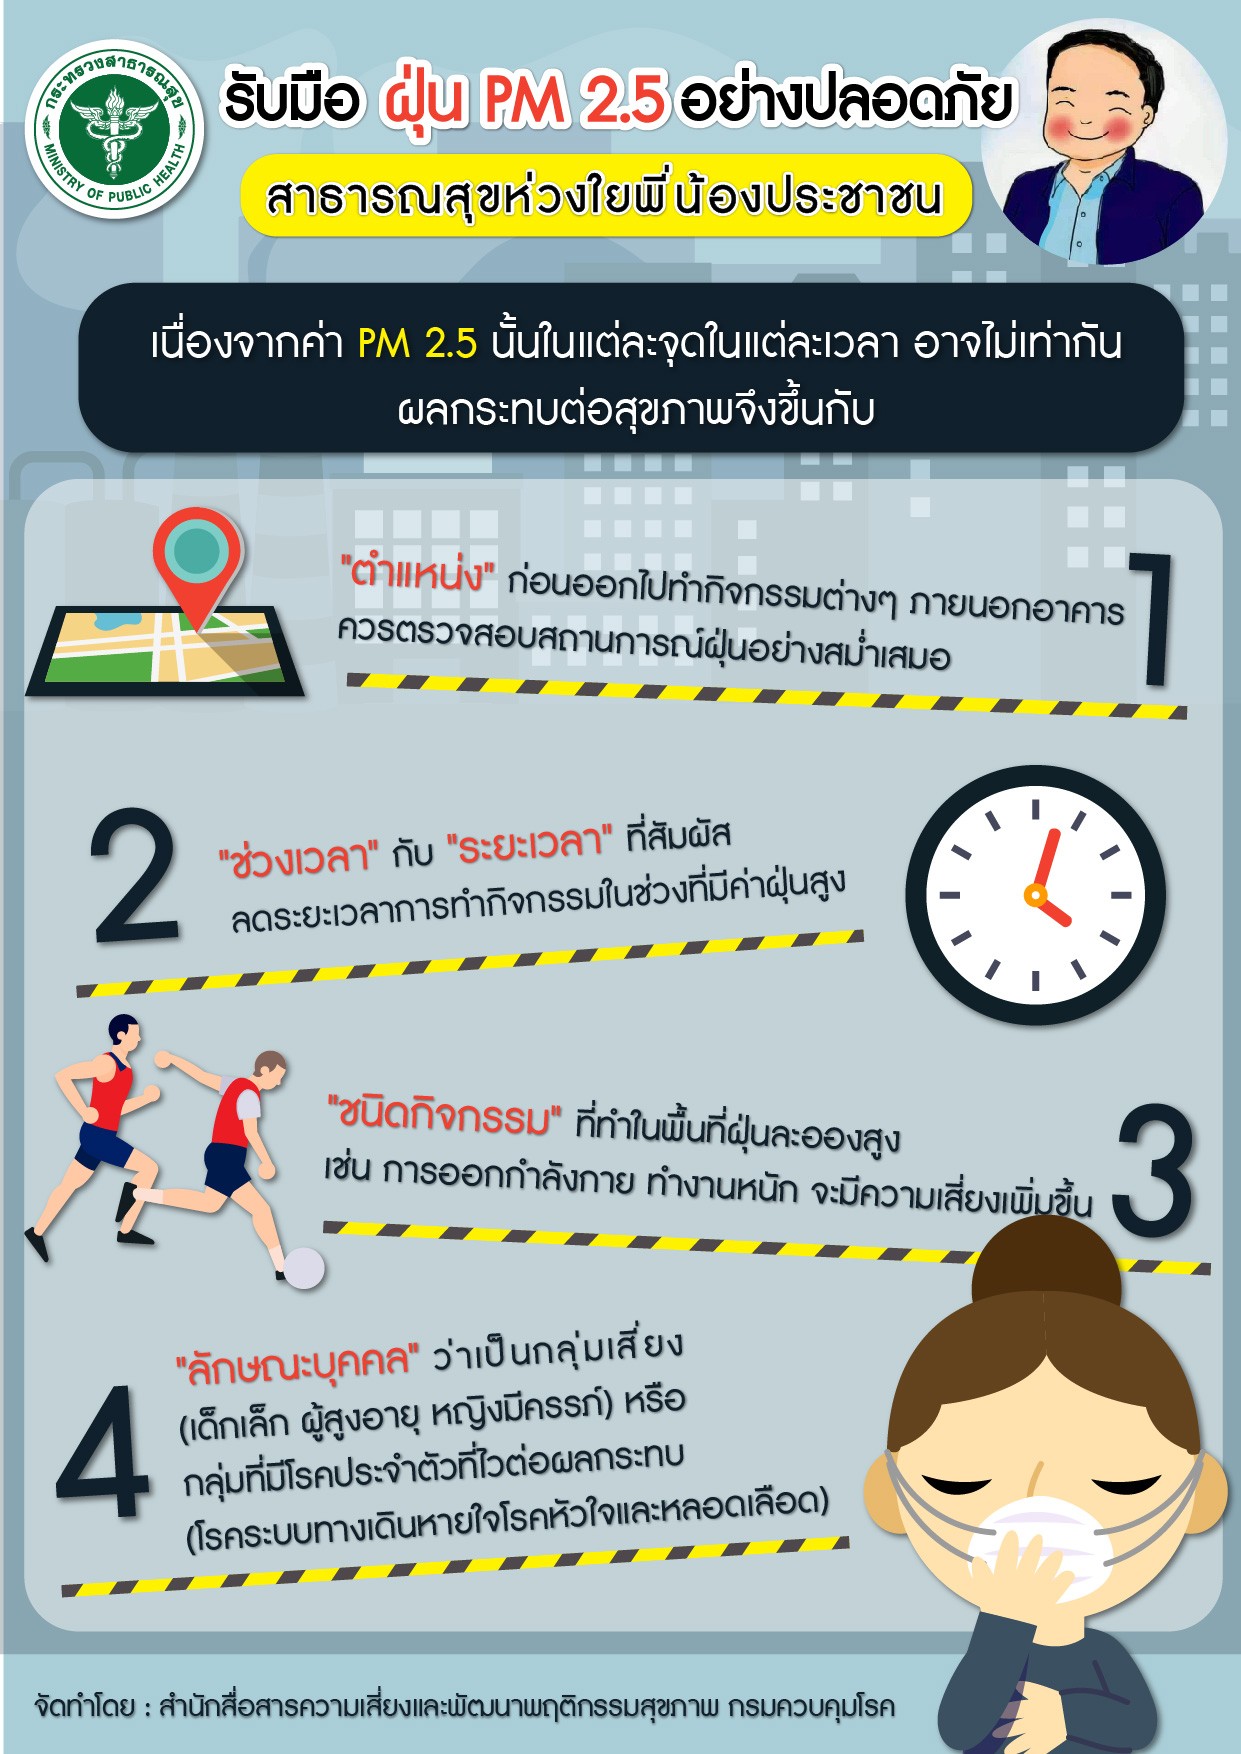 กระทรวงสาธารณสุข
MINISTRY OF PUBLIC HEALTH
รับมือ ฝุ่น PM 2.5 อย่างปลอดภัย
สาธารณสุขห่วงใยพี่น้องประชาชน
เนื่องจากค่า PM 2.5 นั้นในแต่ละจุดในแต่ละเวลา อาจไม่เท่ากัน
ผลกระทบต่อสุขภาพจึงขึ้นกับ
1
"ตำแหน่ง" ก่อนออกไปทำกิจกรรมต่างๆ ภายนอกอาคาร
ควรตรวจสอบสถานการณ์ฝุ่นอย่างสม่ำเสมอ
2
"ช่วงเวลา" กับ "ระยะเวลา" ที่สัมผัส
ลดระยะเวลาการทำกิจกรรมในช่วงที่มีค่าฝุ่นสูง
3
"ชนิดกิจกรรม" ที่ทำในพื้นที่ฝุ่นละอองสูง
เช่น การออกกำลังกาย ทำงานหนัก จะมีความเสี่ยงเพิ่มขึ้น
4
"ลักษณะบุคคล" ว่าเป็นกลุ่มเสี่ยง
(เด็กเล็ก ผู้สูงอายุ หญิงมีครรภ์) หรือ
กลุ่มที่มีโรคประจำตัวที่ไวต่อผลกระทบ
(โรคระบบทางเดินหายใจโรคหัวใจและหลอดเลือด)
จัดทำโดย : สำนักสื่อสารความเสี่ยงและพัฒนาพฤติกรรมสุขภาพ กรมควบคุมโรค